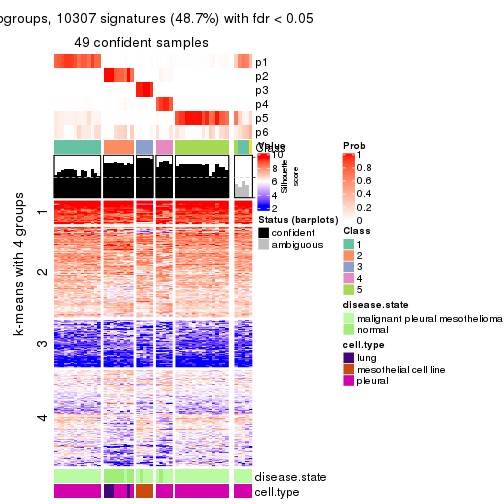 ogroups, 10307 signatures (48.7%) with fdr < 0.05
49 confident samples
p1
p2
p3
p4
p5
p6
Class
1
2
3
4
k-means with 4 groups
Value
10
8
6
4
2
Silhouette
score
Status (barplots)
confident
ambiguous
Prob
1
0.8
0.6
0.4
0.2
0
Class
1
2
3
4
5
disease.state
malignant pleural mesothelioma
normal
cell.type
lung
mesothelial cell line
pleural
disease.state
cell.type